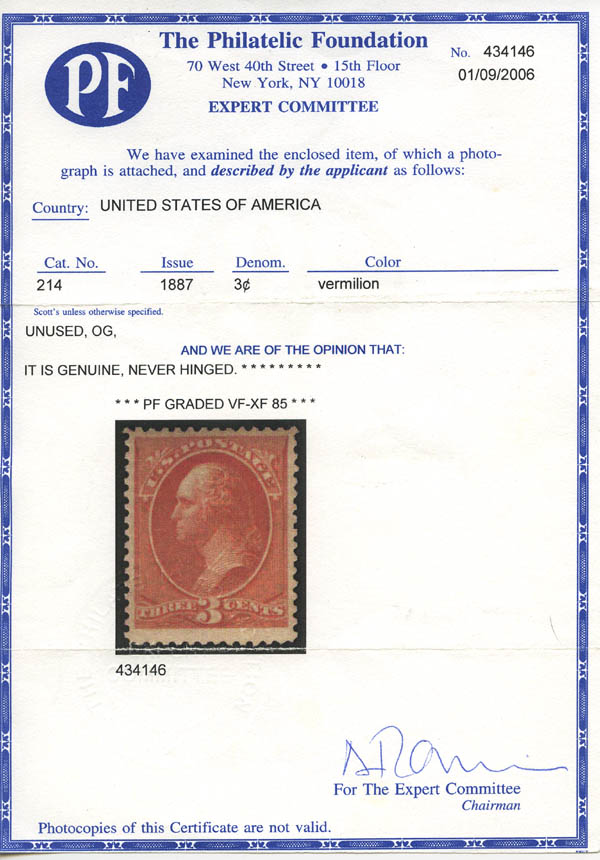 PF
The Philatelic Foundation
70 West 40th Street • 15th Floor
New York, NY 10018
EXPERT COMMITTEE
No. 434146
01/09/2006
We have examined the enclosed item, of which a photo-
graph is attached, and described by the applicant as follows:
Country: UNITED STATES OF AMERICA
Cat. No. Issue Denom. Color
214 1887 3¢ vermilion
Scott's unless otherwise specified.
UNUSED, OG,
AND WE ARE OF THE OPINION THAT:
IT IS GENUINE, NEVER HINGED. * * * * * * * * *
* * * PF GRADED VF-XF 85 * * *
U.S. POSTAGE
THREE 3 CENTS
434146
For The Expert Committee
Chairman
Photocopies of this Certificate are not valid.